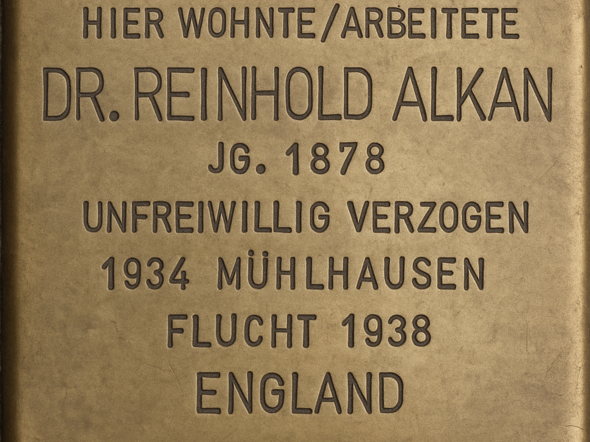 HIER WOHNTE/ARBEITETE
DR. REINHOLD ALKAN
JG. 1878
UNFREIWILLIG VERZOGEN
1934 MÜHLHAUSEN
FLUCHT 1938
ENGLAND